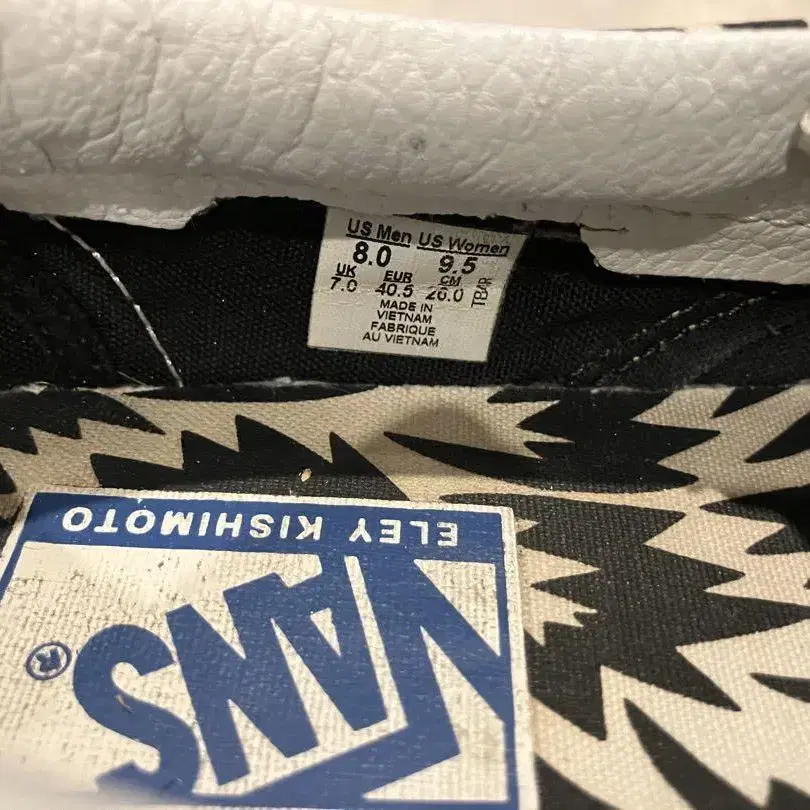 US Men US Women
8.0 9.5
UK EUR CM
7.0 40.5 26.0 TBAR
MADE IN
VIETNAM
FABRIQUE
AU VIETNAM
ELEY KISHIMOTO
VANS®